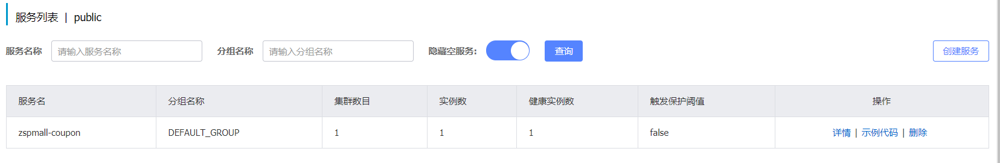 服务列表 | public
服务名称 请输入服务名称 分组名称 请输入分组名称 隐藏空服务: 查询 创建服务
服务名 分组名称 集群数目 实例数 健康实例数 触发保护阈值 操作
zspmall-coupon DEFAULT_GROUP 1 1 1 false 详情 | 示例代码 | 删除